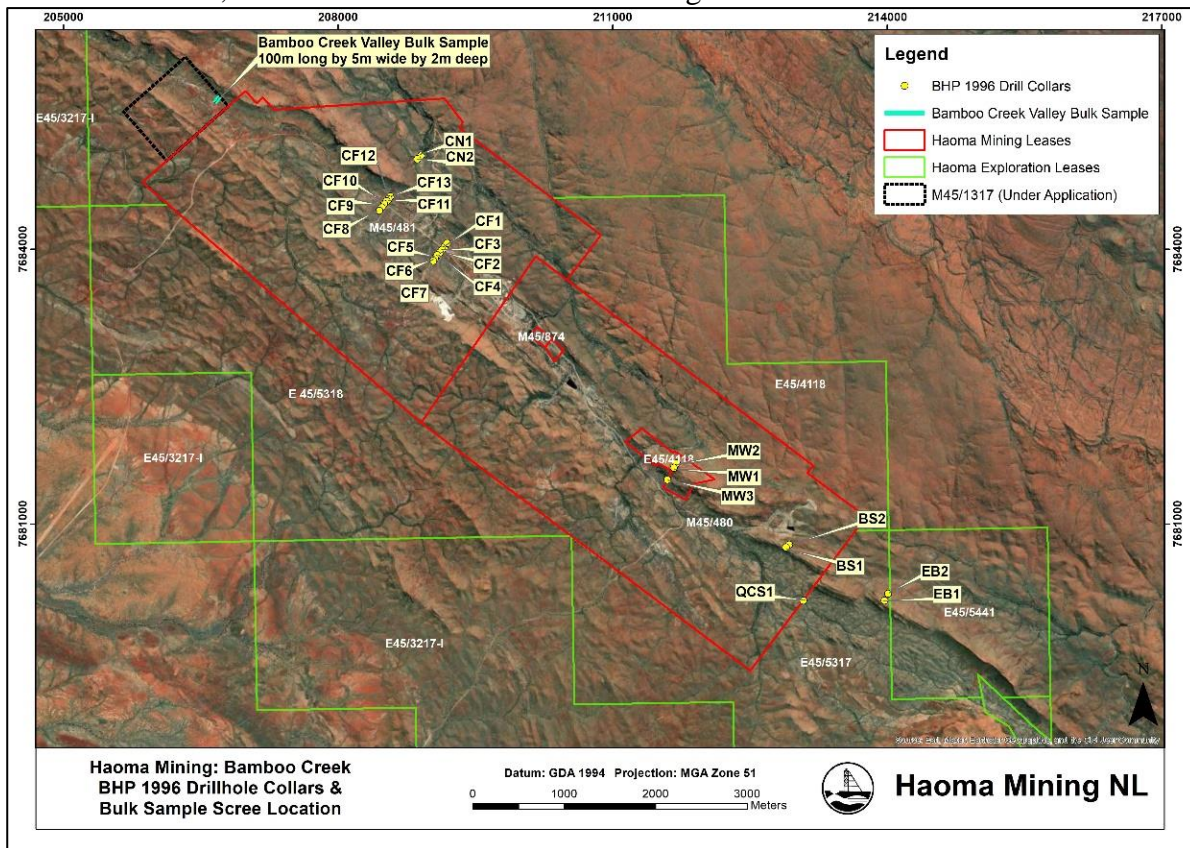 205000
208000
211000
214000
217000
Bamboo Creek Valley Bulk Sample
100m long by 5m wide by 2m deep
Legend
BHP 1996 Drill Collars
Bamboo Creek Valley Bulk Sample
Haoma Mining Leases
Haoma Exploration Leases
M45/1317 (Under Application)
E45/3217-I
CN1
CN2
CF12
CF10
CF13
CF9
CF11
CF8
M45/481
CF1
CF5
CF3
CF6
CF2
CF7
CF4
7684000
7684000
M45/874
E 45/5318
E45/4118
E45/3217-I
E45/4118
MW2
MW1
MW3
7681000
7681000
M45/480
BS2
BS1
QCS1
EB2
EB1
E45/5441
E45/3217-I
E45/5317
N
Haoma Mining: Bamboo Creek
BHP 1996 Drillhole Collars &
Bulk Sample Scree Location
Datum: GDA 1994 Projection: MGA Zone 51
0 1000 2000 3000
Meters
Haoma Mining NL